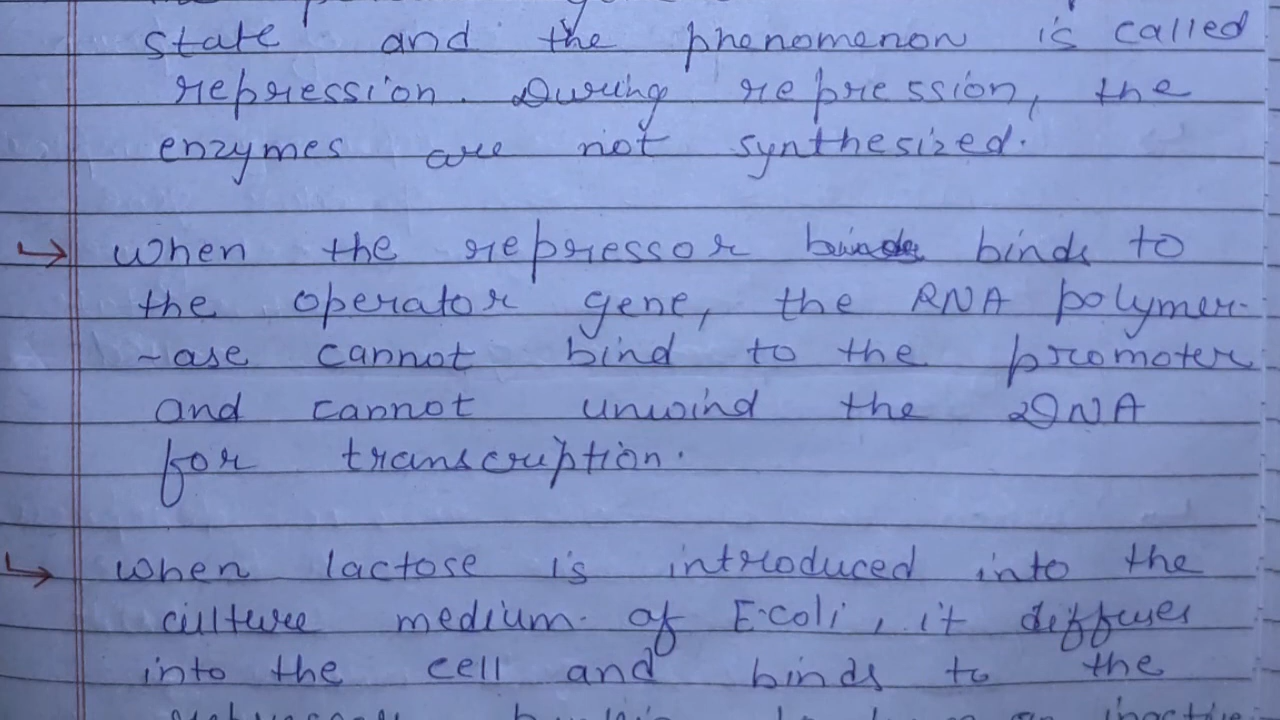 state and the phenomenon is called
repression. During repression, the
enzymes are not synthesized.
→ When the repressor binds to
the operator gene, the RNA polymer-
-ase cannot bind to the promoter
and cannot unwind the DNA
for transcription.
→ When lactose is introduced into the
culture medium. of E.coli, it diffuses
into the cell and binds to the